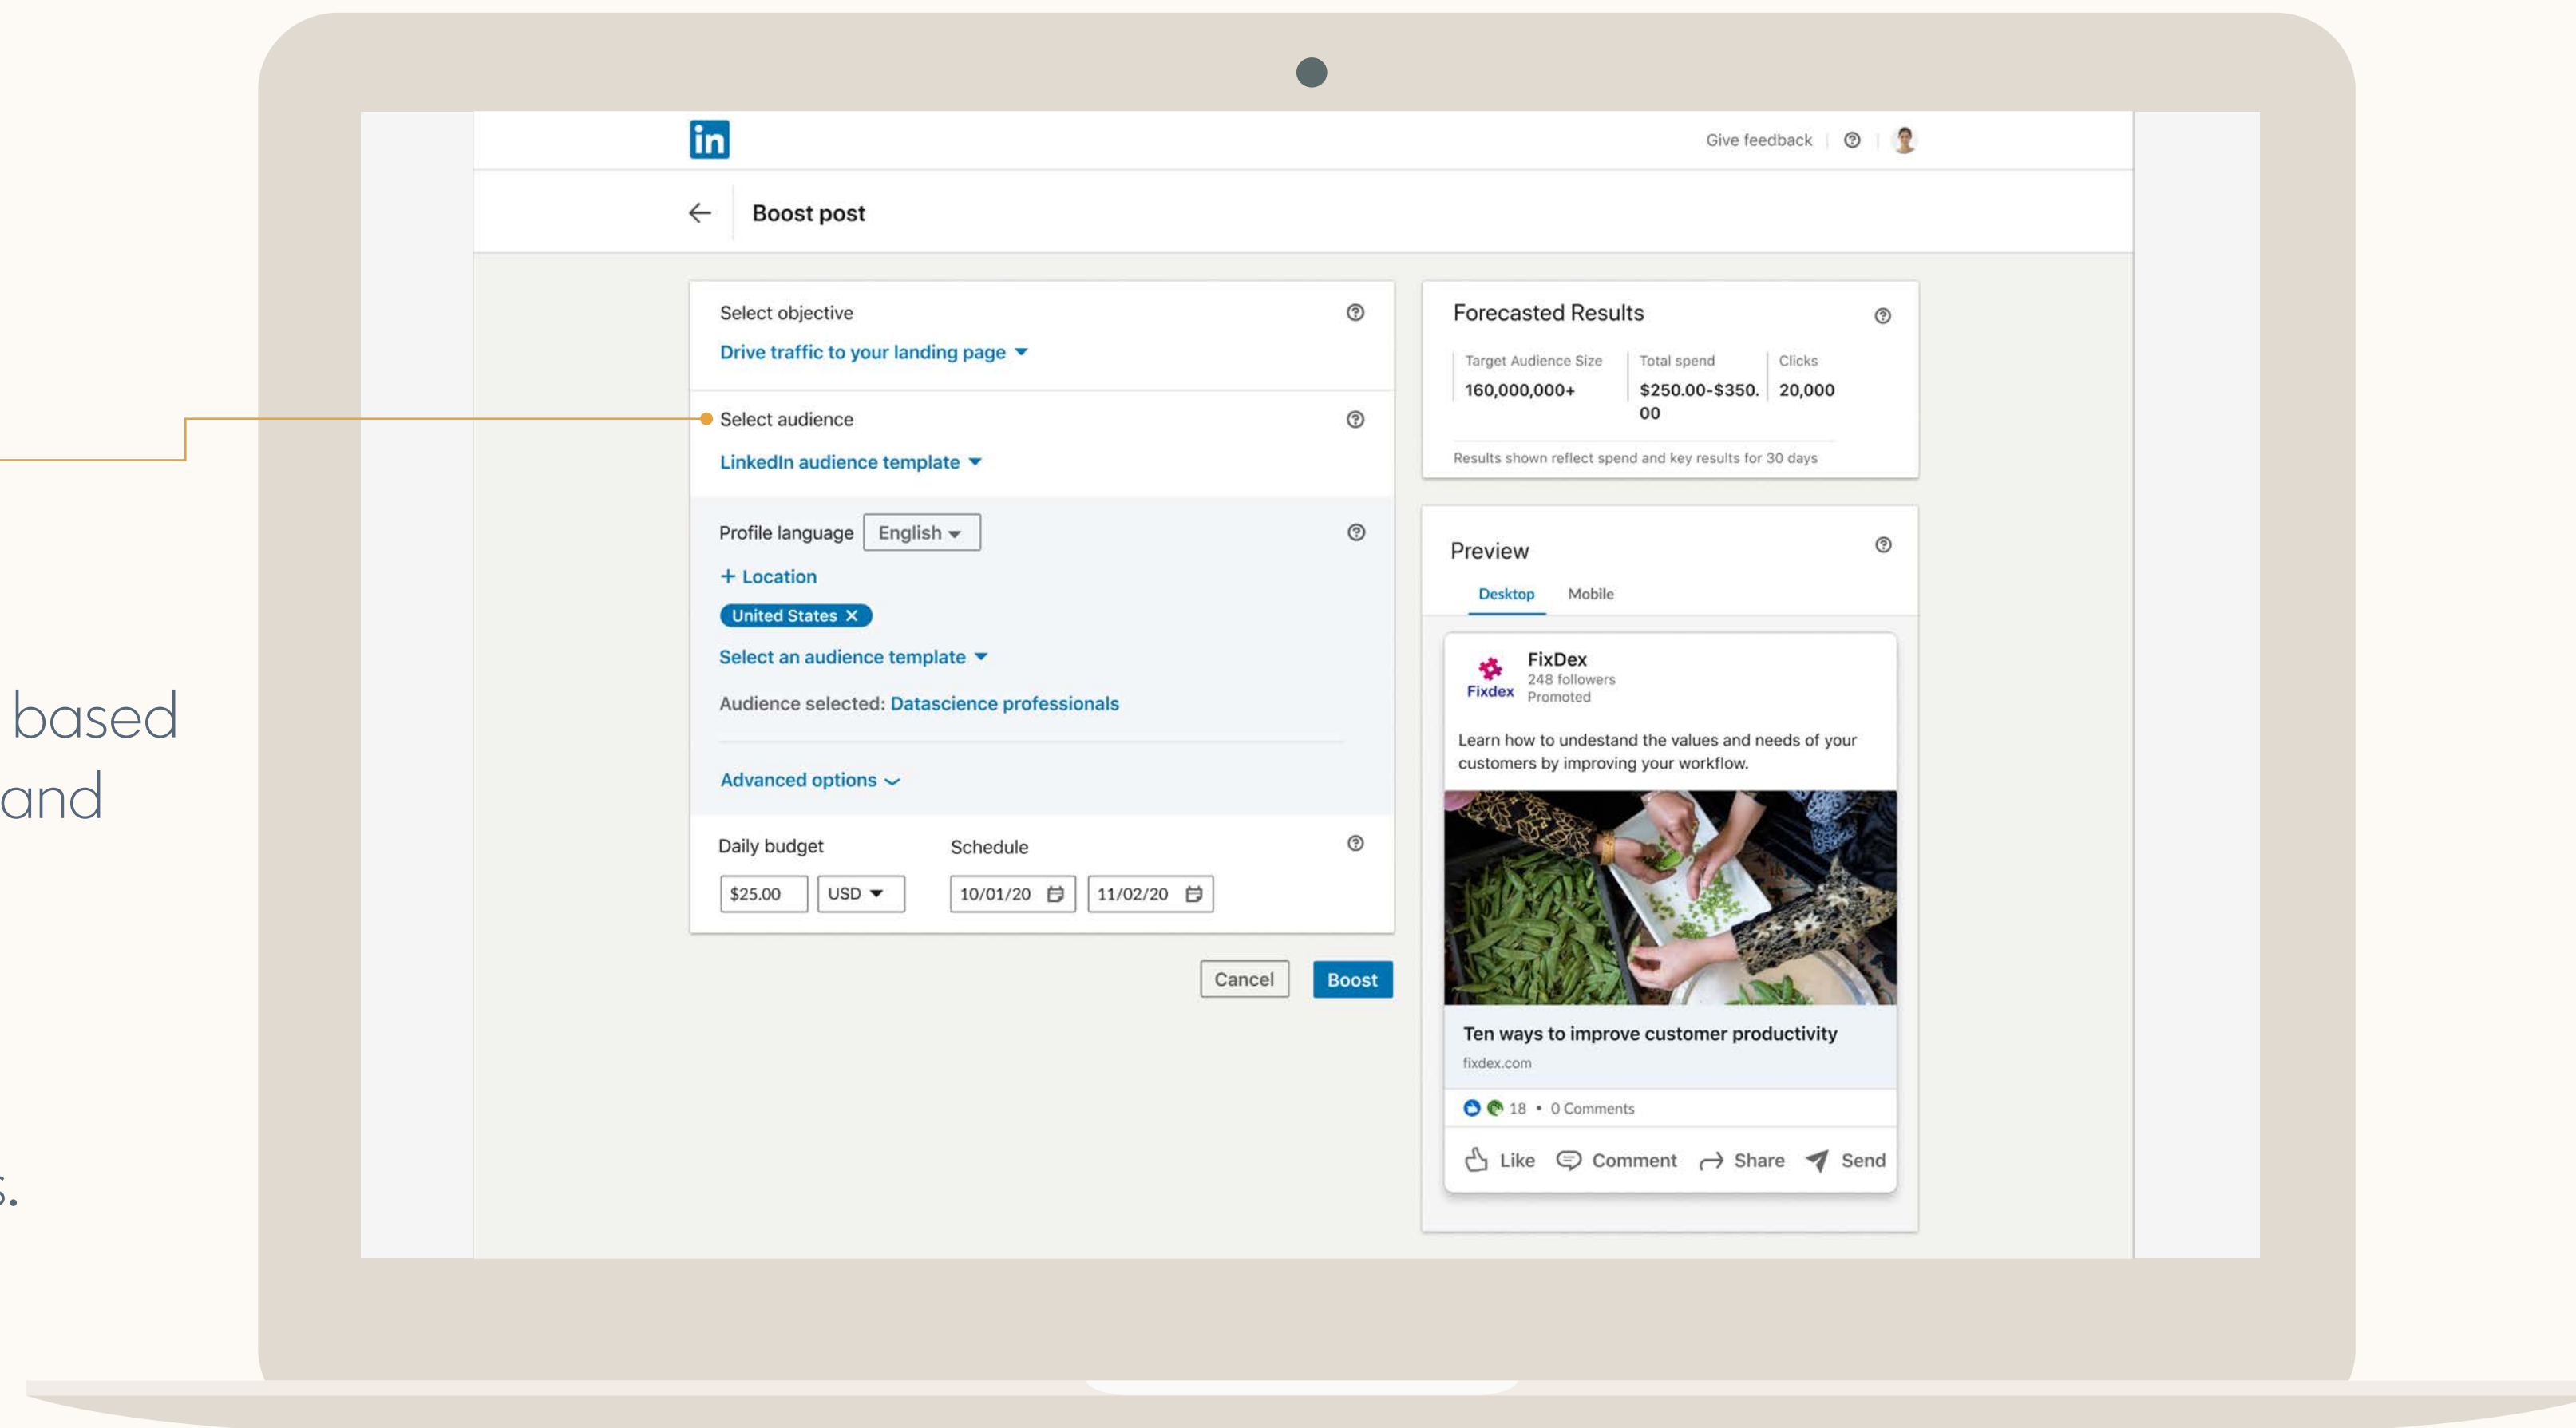 in
Give feedback
Boost post
Select objective
Drive traffic to your landing page
Select audience
LinkedIn audience template
Profile language English
+ Location
United States
Select an audience template
Audience selected: Datascience professionals
Advanced options
Daily budget Schedule
$25.00 USD 10/01/20 11/02/20
Cancel Boost
Forecasted Results
Target Audience Size Total spend Clicks
160,000,000+ $250.00-$350. 20,000
00
Results shown reflect spend and key results for 30 days
Preview
Desktop Mobile
FixDex
248 followers
Fixdex
Promoted
Learn how to undestand the values and needs of your
customers by improving your workflow.
Ten ways to improve customer productivity
fixdex.com
18 • 0 Comments
Like Comment Share Send
based
and
s.